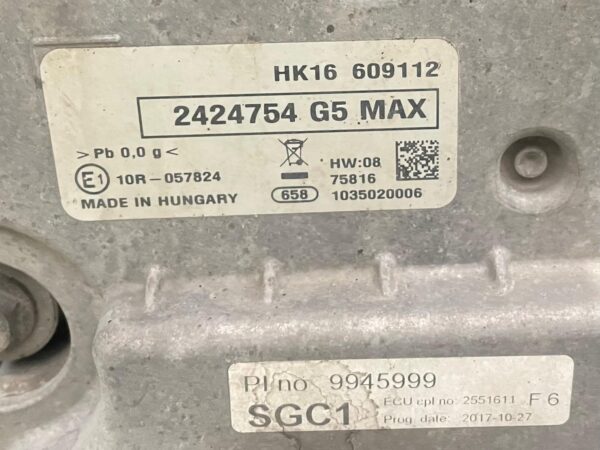 HK16 609112
2424754 G5 MAX
>Pb 0,0 g<
HW:08
E1 10R-057824
75816
MADE IN HUNGARY
658
1035020006
PI no 9945999
SGC1
ECU cpl no: 2551611 F 6
Prog date: 2017-10-27